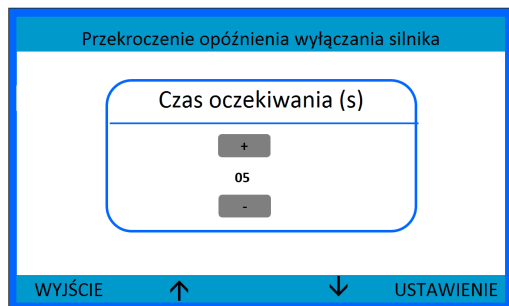 Przekroczenie opóźnienia wyłączania silnika
Czas oczekiwania (s)
+
05
-
WYJŚCIE ↑ ↓ USTAWIENIE